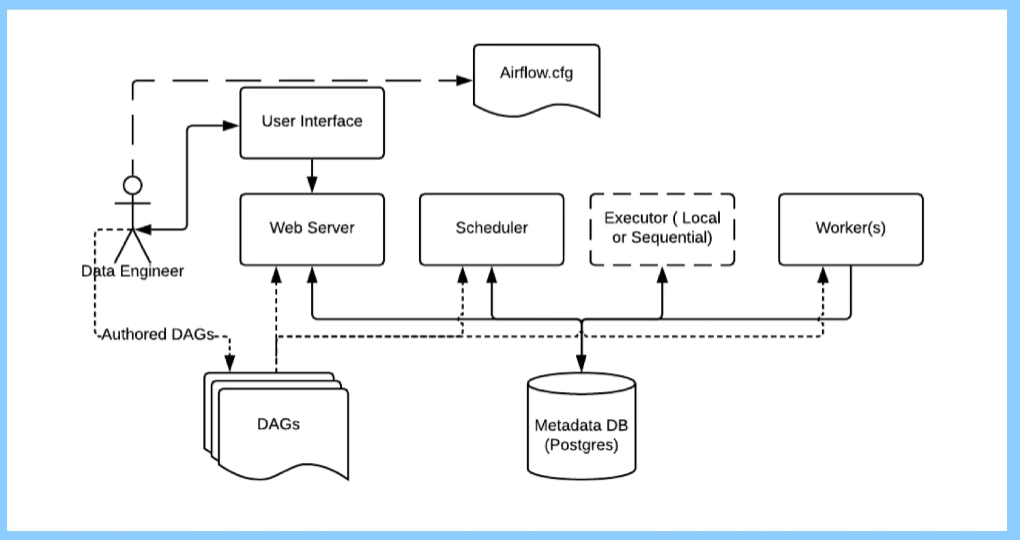 Airflow.cfg
User Interface
Web Server
Scheduler
Executor ( Local
or Sequential)
Worker(s)
Data Engineer
Authored DAGs
DAGs
Metadata DB
(Postgres)